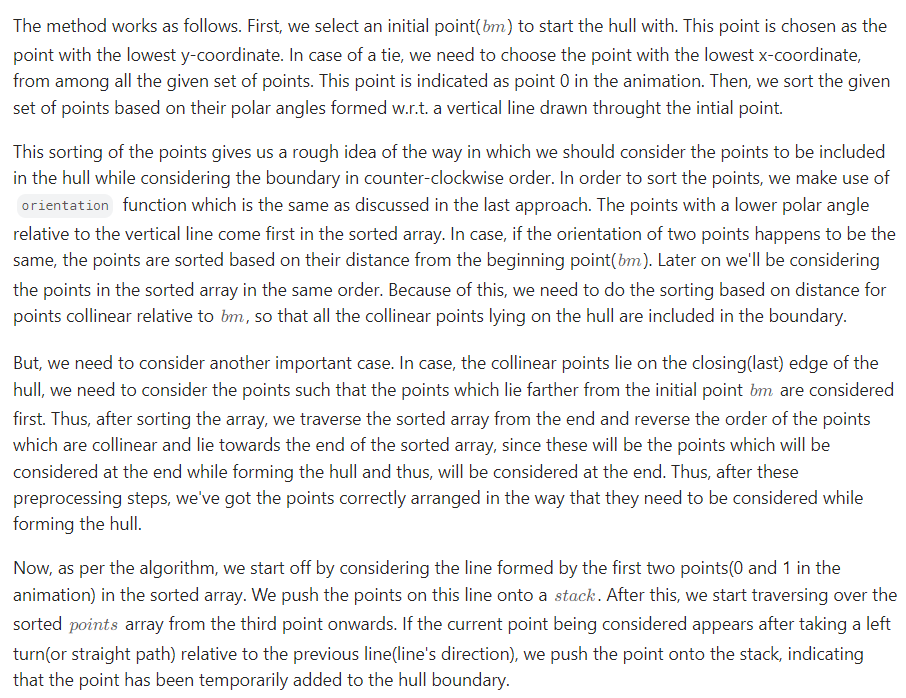 The method works as follows. First, we select an initial point(bm) to start the hull with. This point is chosen as the
point with the lowest y-coordinate. In case of a tie, we need to choose the point with the lowest x-coordinate,
from among all the given set of points. This point is indicated as point 0 in the animation. Then, we sort the given
set of points based on their polar angles formed w.r.t. a vertical line drawn throught the intial point.
This sorting of the points gives us a rough idea of the way in which we should consider the points to be included
in the hull while considering the boundary in counter-clockwise order. In order to sort the points, we make use of
orientation function which is the same as discussed in the last approach. The points with a lower polar angle
relative to the vertical line come first in the sorted array. In case, if the orientation of two points happens to be the
same, the points are sorted based on their distance from the beginning point(bm). Later on we'll be considering
the points in the sorted array in the same order. Because of this, we need to do the sorting based on distance for
points collinear relative to bm, so that all the collinear points lying on the hull are included in the boundary.
But, we need to consider another important case. In case, the collinear points lie on the closing(last) edge of the
hull, we need to consider the points such that the points which lie farther from the initial point bm are considered
first. Thus, after sorting the array, we traverse the sorted array from the end and reverse the order of the points
which are collinear and lie towards the end of the sorted array, since these will be the points which will be
considered at the end while forming the hull and thus, will be considered at the end. Thus, after these
preprocessing steps, we've got the points correctly arranged in the way that they need to be considered while
forming the hull.
Now, as per the algorithm, we start off by considering the line formed by the first two points(0 and 1 in the
animation) in the sorted array. We push the points on this line onto a stack. After this, we start traversing over the
sorted points array from the third point onwards. If the current point being considered appears after taking a left
turn(or straight path) relative to the previous line(line's direction), we push the point onto the stack, indicating
that the point has been temporarily added to the hull boundary.